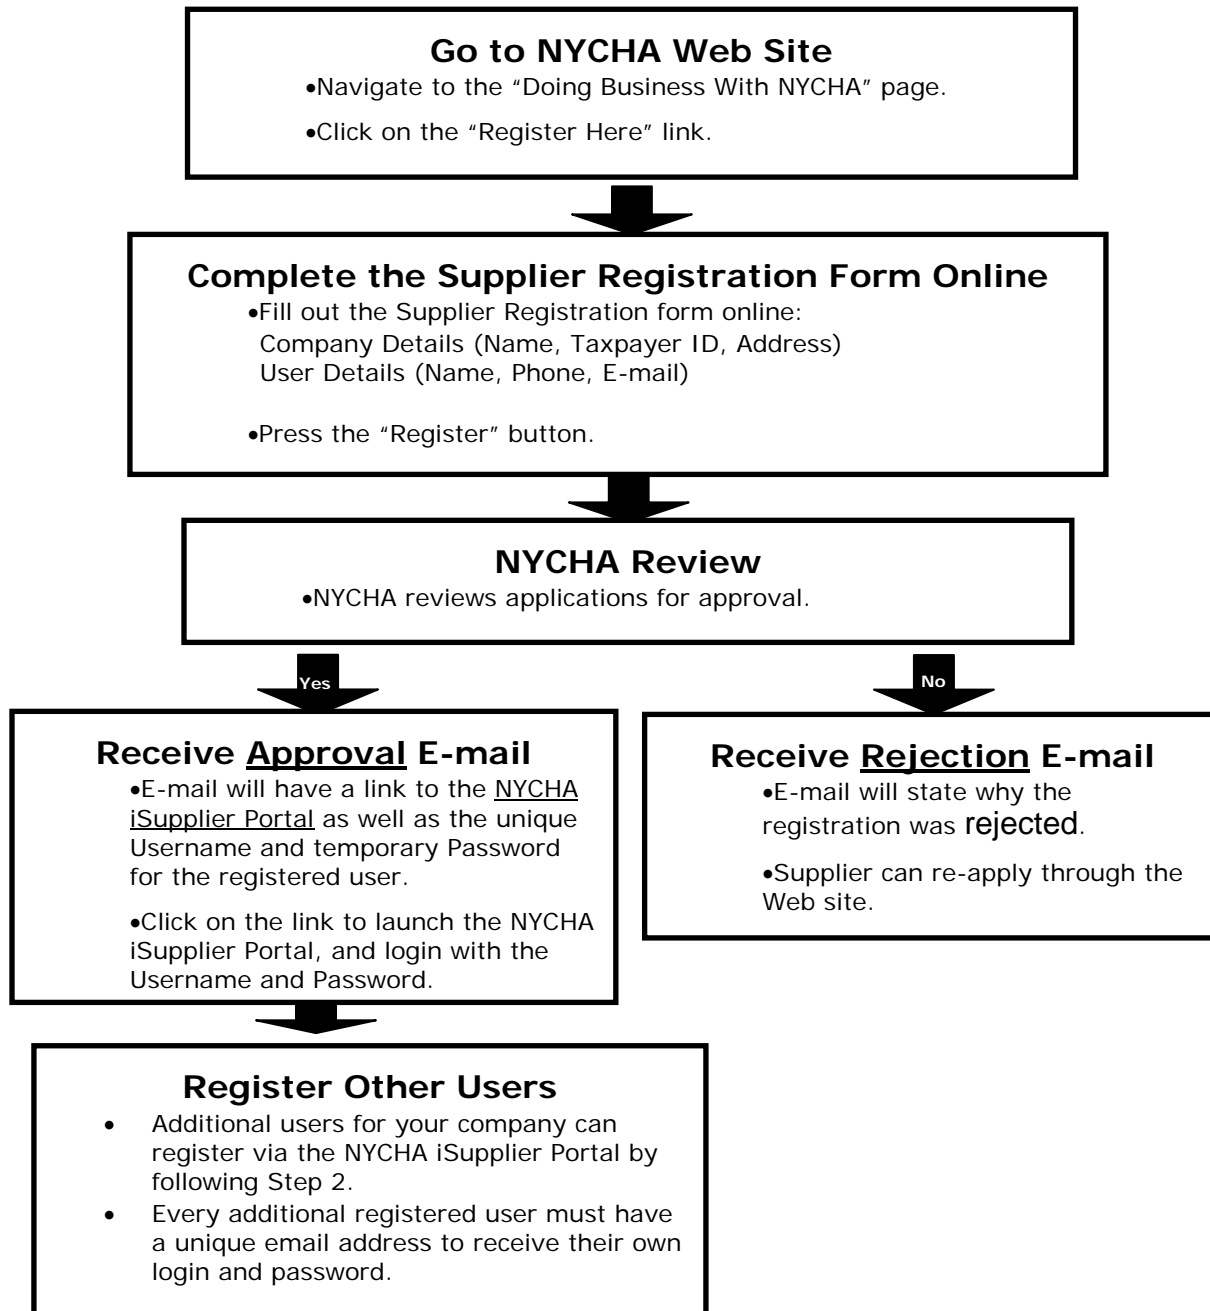 Go to NYCHA Web Site
•Navigate to the “Doing Business With NYCHA” page.
•Click on the “Register Here” link.
Complete the Supplier Registration Form Online
•Fill out the Supplier Registration form online:
Company Details (Name, Taxpayer ID, Address)
User Details (Name, Phone, E-mail)
•Press the “Register” button.
NYCHA Review
•NYCHA reviews applications for approval.
Yes
No
Receive Approval E-mail
•E-mail will have a link to the NYCHA
iSupplier Portal as well as the unique
Username and temporary Password
for the registered user.
•Click on the link to launch the NYCHA
iSupplier Portal, and login with the
Username and Password.
Receive Rejection E-mail
•E-mail will state why the
registration was rejected.
•Supplier can re-apply through the
Web site.
Register Other Users
• Additional users for your company can
register via the NYCHA iSupplier Portal by
following Step 2.
• Every additional registered user must have
a unique email address to receive their own
login and password.